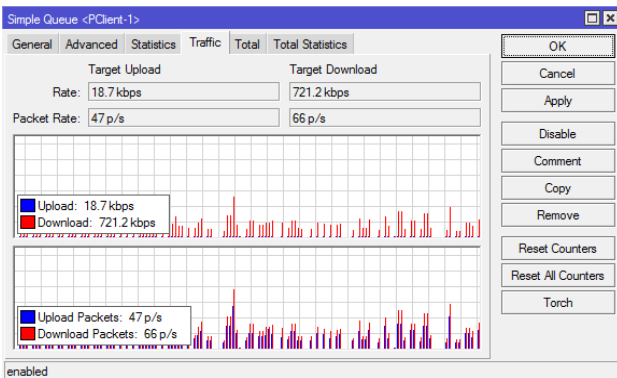 Simple Queue <PClient-1>
General Advanced Statistics Traffic Total Total Statistics
OK
Target Upload Target Download
Cancel
Rate: 18.7 kbps 721.2 kbps
Apply
Packet Rate: 47 p/s 66 p/s
Disable
Comment
Copy
Upload: 18.7 kbps
Download: 721.2 kbps
Remove
Reset Counters
Reset All Counters
Torch
Upload Packets: 47 p/s
Download Packets: 66 p/s
enabled